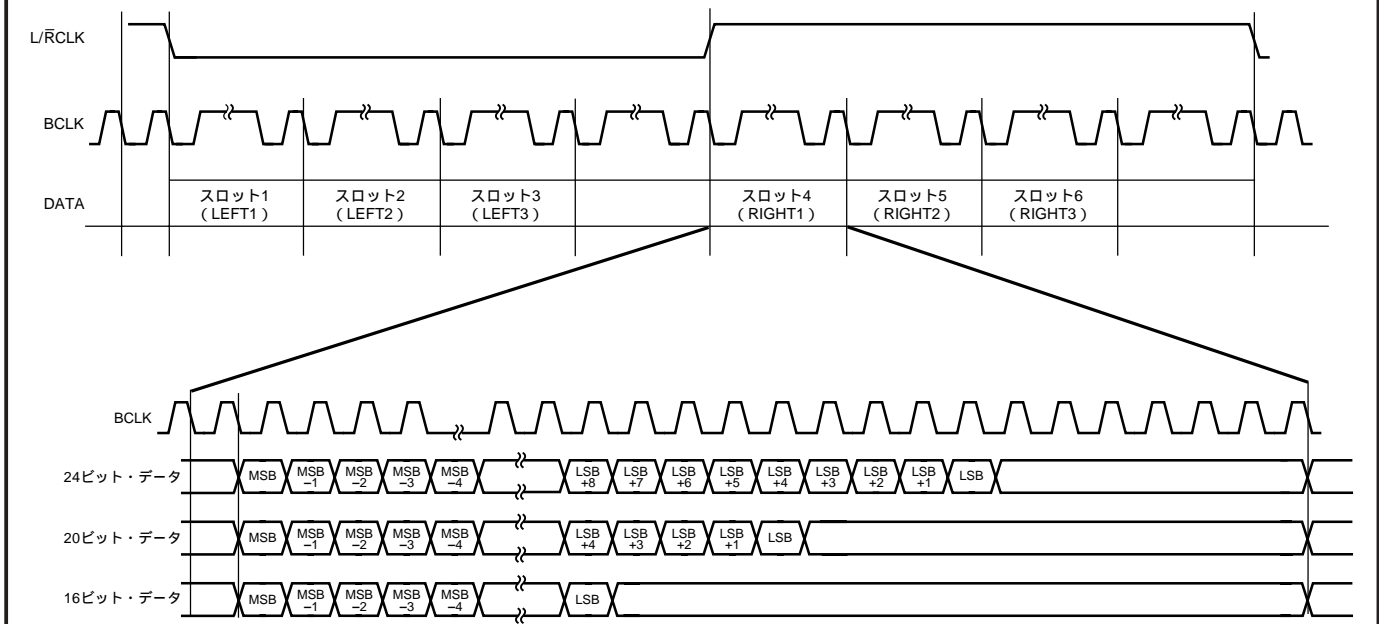 L/R̅CLK
BCLK
DATA
スロット1 スロット2 スロット3 スロット4 スロット5 スロット6
(LEFT1) (LEFT2) (LEFT3) (RIGHT1) (RIGHT2) (RIGHT3)
BCLK
24ビット・データ MSB MSB –1 MSB –2 MSB –3 MSB –4 LSB +8 LSB +7 LSB +6 LSB +5 LSB +4 LSB +3 LSB +2 LSB +1 LSB
20ビット・データ MSB MSB –1 MSB –2 MSB –3 MSB –4 LSB +4 LSB +3 LSB +2 LSB +1 LSB
16ビット・データ MSB MSB –1 MSB –2 MSB –3 MSB –4 LSB